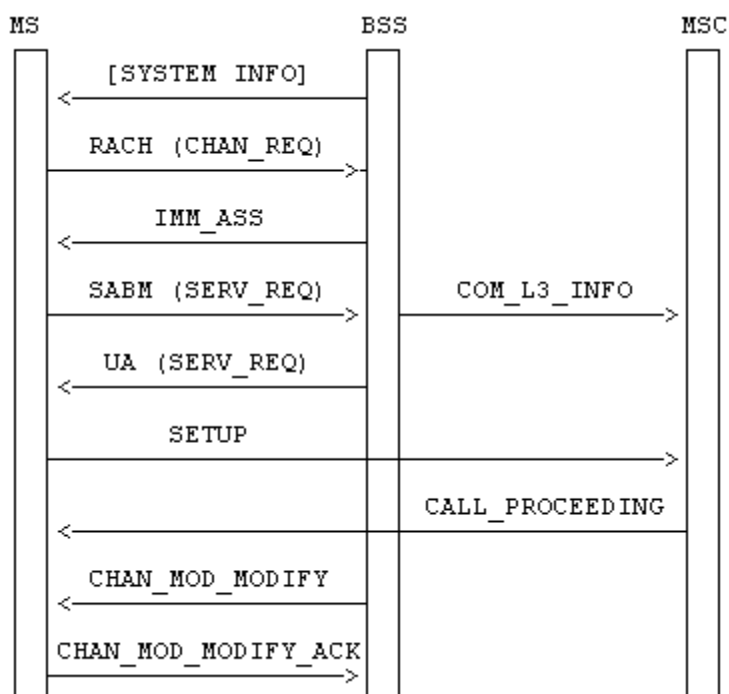 MS BSS MSC
[SYSTEM INFO]
RACH (CHAN_REQ)
IMM_ASS
SABM (SERV_REQ) COM_L3_INFO
UA (SERV_REQ)
SETUP
CALL_PROCEEDING
CHAN_MOD_MODIFY
CHAN_MOD_MODIFY_ACK